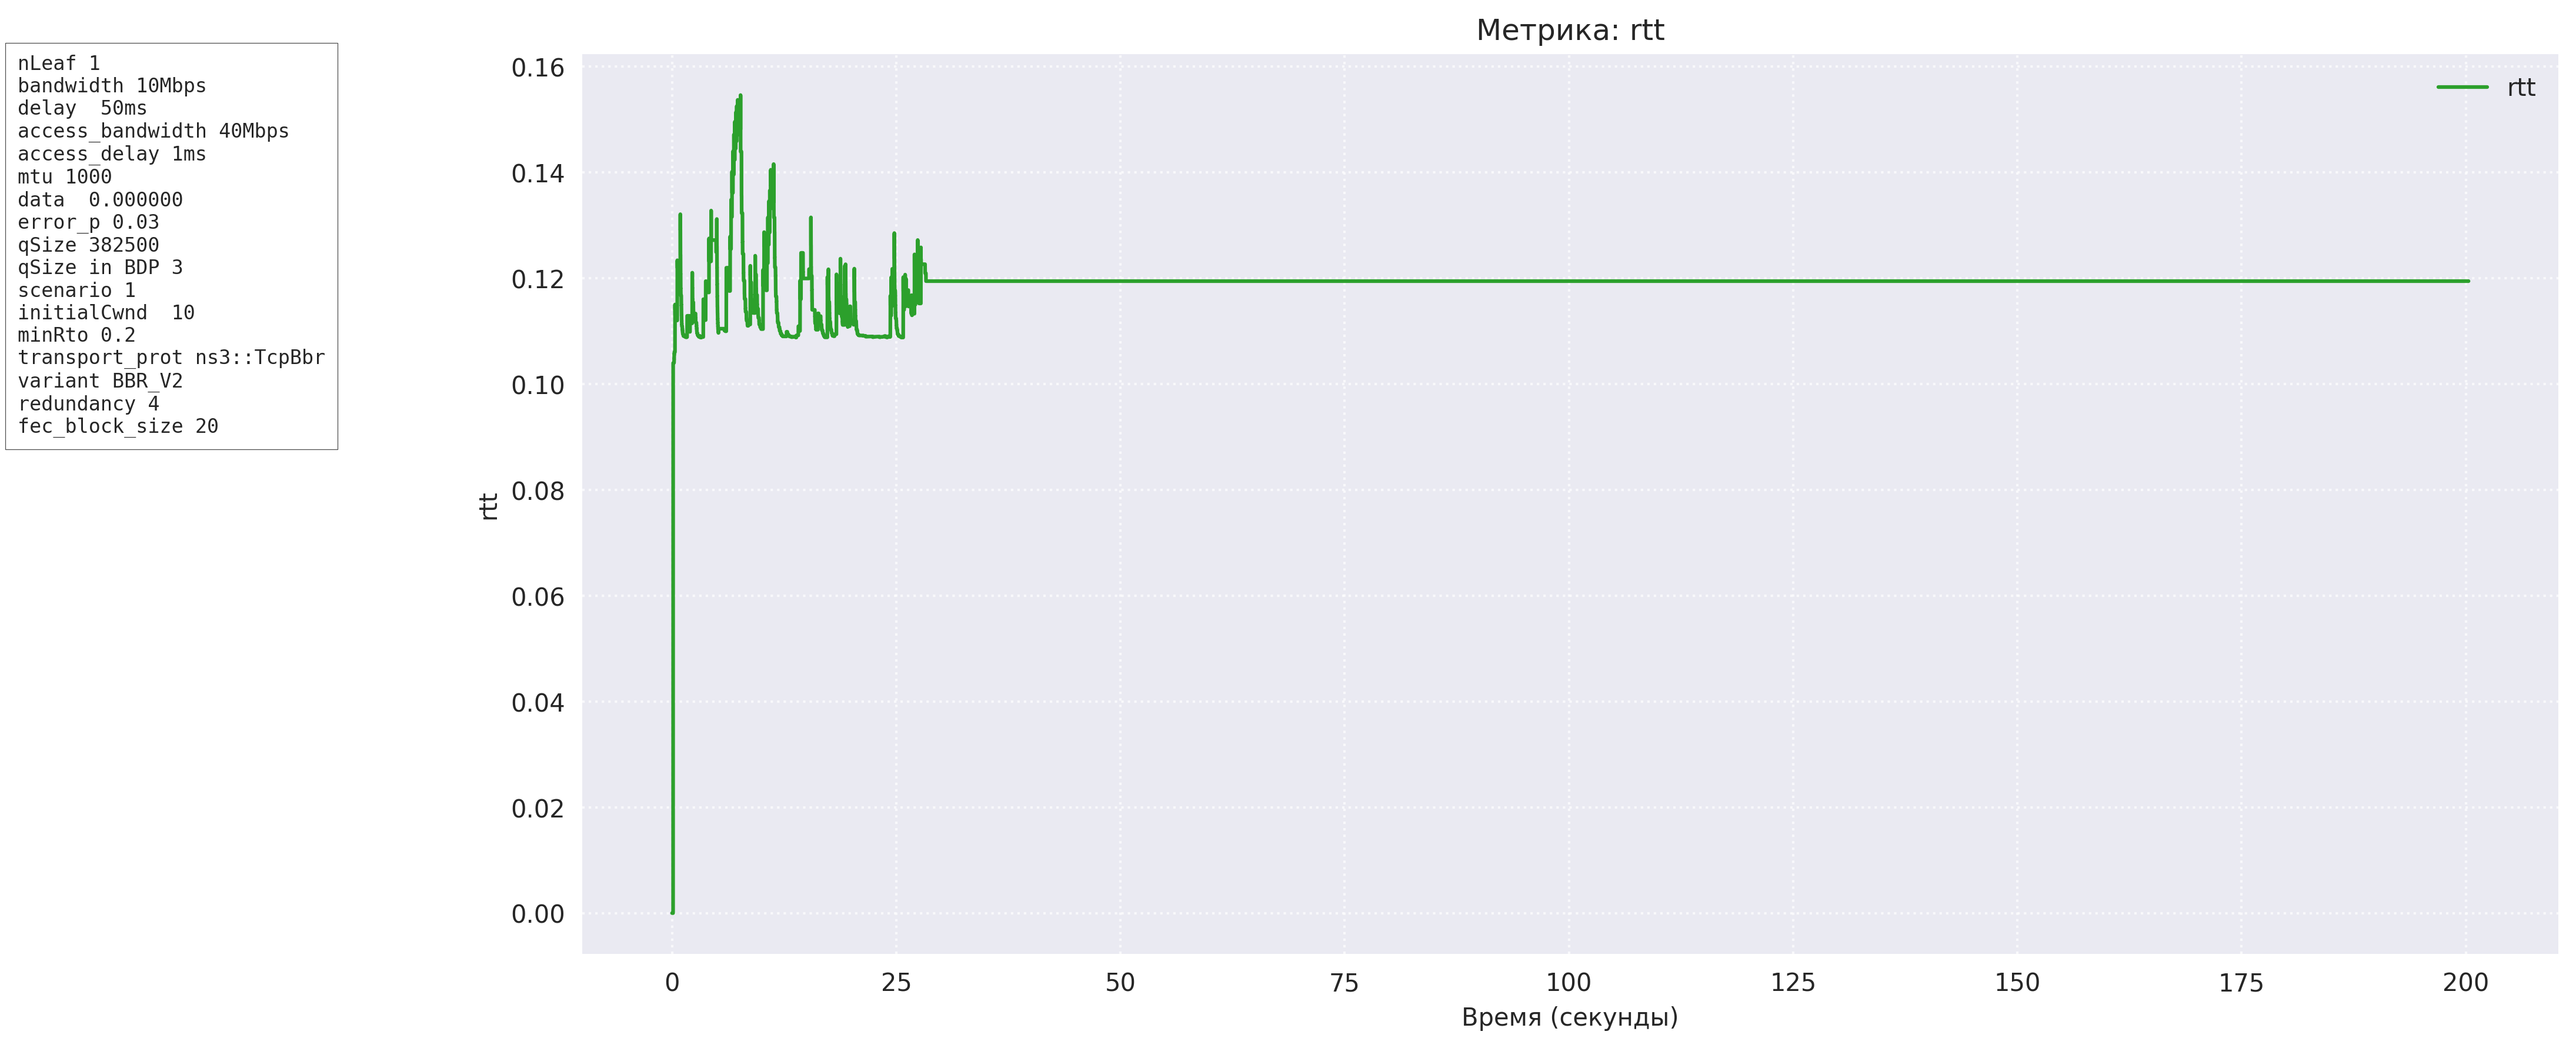 nLeaf 1
bandwidth 10Mbps
delay  50ms
access_bandwidth 40Mbps
access_delay 1ms
mtu 1000
data  0.000000
error_p 0.03
qSize 382500
qSize in BDP 3
scenario 1
initialCwnd  10
minRto 0.2
transport_prot ns3::TcpBbr
variant BBR_V2
redundancy 4
fec_block_size 20
Метрика: rtt
rtt
rtt
0.16
0.14
0.12
0.10
0.08
0.06
0.04
0.02
0.00
0 25 50 75 100 125 150 175 200
Время (секунды)